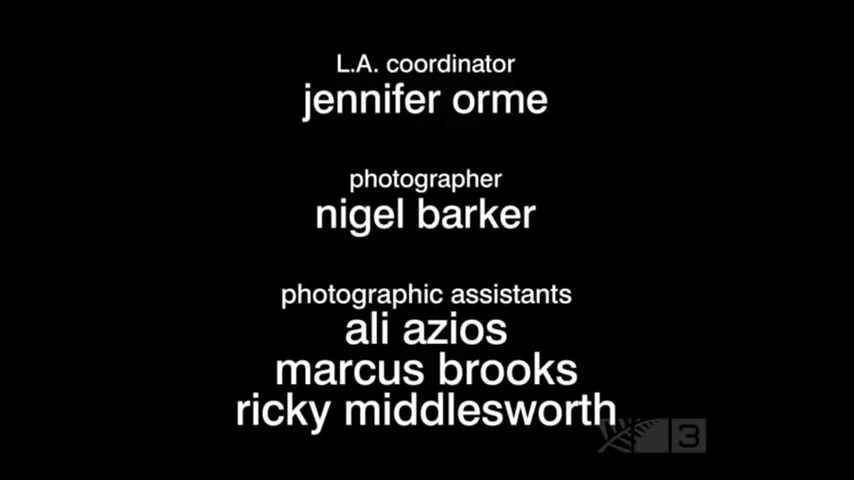 L.A. coordinator
jennifer orme
photographer
nigel barker
photographic assistants
ali azios
marcus brooks
ricky middlesworth
3